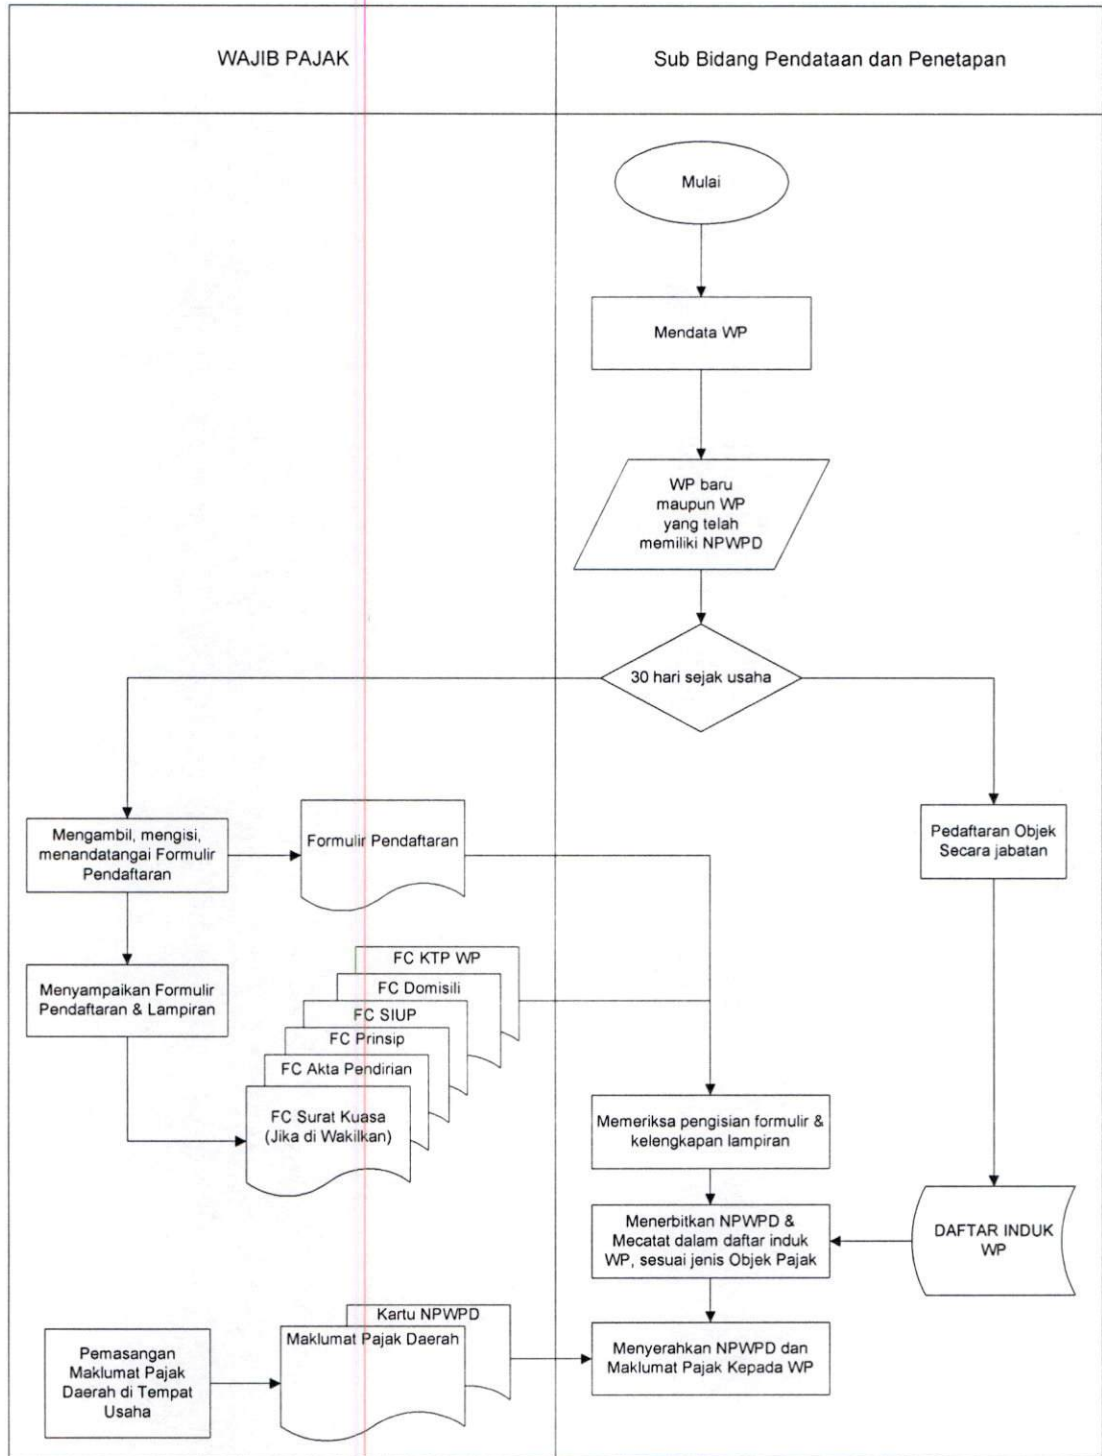 WAJIB PAJAK
Sub Bidang Pendataan dan Penetapan
Mulai
Mendata WP
WP baru
maupun WP
yang telah
memiliki NPWPD
30 hari sejak usaha
Mengambil, mengisi,
menandatangai Formulir
Pendaftaran
Formulir Pendaftaran
Pedaftaran Objek
Secara jabatan
Menyampaikan Formulir
Pendaftaran & Lampiran
FC KTP WP
FC Domisili
FC SIUP
FC Prinsip
FC Akta Pendirian
FC Surat Kuasa
(Jika di Wakilkan)
Memeriksa pengisian formulir &
kelengkapan lampiran
Menerbitkan NPWPD &
Mecatat dalam daftar induk
WP, sesuai jenis Objek Pajak
DAFTAR INDUK
WP
Pemasangan
Maklumat Pajak
Daerah di Tempat
Usaha
Kartu NPWPD
Maklumat Pajak Daerah
Menyerahkan NPWPD dan
Maklumat Pajak Kepada WP